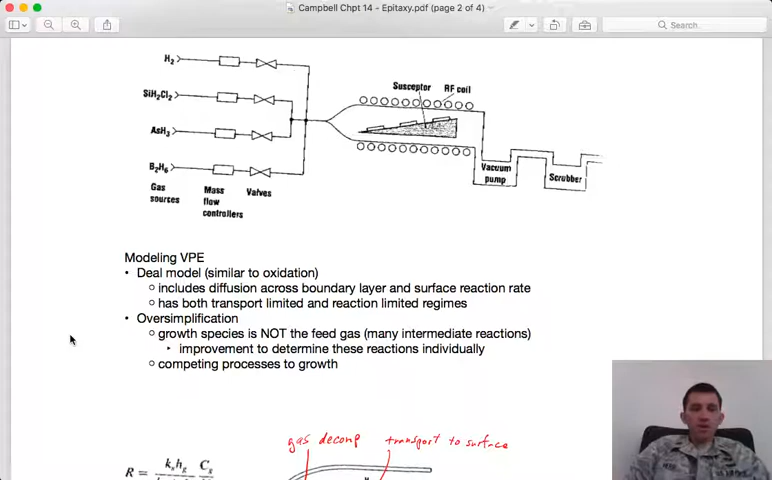 Campbell Chpt 14 - Epitaxy.pdf (page 2 of 4)
Search
H₂
SiH₂Cl₂
AsH₃
B₂H₆
Gas
sources
Mass
flow
controllers
Valves
Susceptor
RF coil
Vacuum
pump
Scrubber
Modeling VPE
• Deal model (similar to oxidation)
○ includes diffusion across boundary layer and surface reaction rate
○ has both transport limited and reaction limited regimes
• Oversimplification
○ growth species is NOT the feed gas (many intermediate reactions)
‣ improvement to determine these reactions individually
○ competing processes to growth
gas decomp
transport to surface
R = kₛh_g C_g